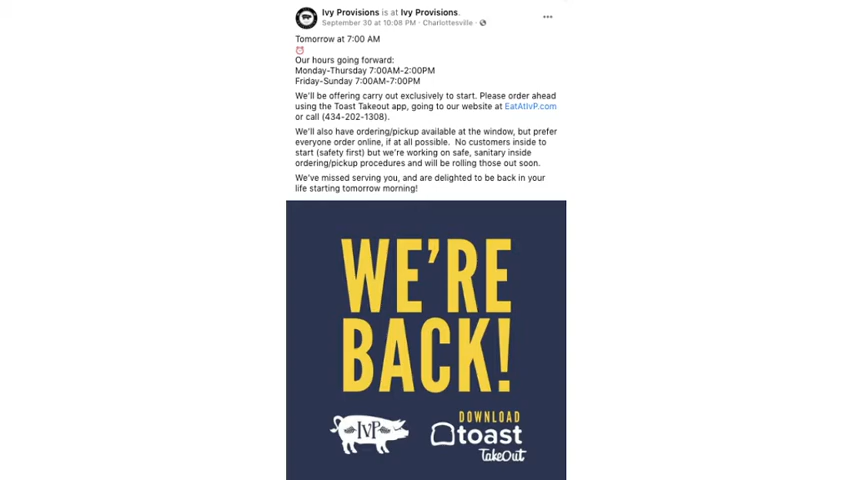 Ivy Provisions is at Ivy Provisions.
September 30 at 10:08 PM · Charlottesville ·
Tomorrow at 7:00 AM
Our hours going forward:
Monday-Thursday 7:00AM-2:00PM
Friday-Sunday 7:00AM-7:00PM
We'll be offering carry out exclusively to start. Please order ahead
using the Toast Takeout app, going to our website at EatAtIvP.com
or call (434-202-1308).
We'll also have ordering/pickup available at the window, but prefer
everyone order online, if at all possible. No customers inside to
start (safety first) but we're working on safe, sanitary inside
ordering/pickup procedures and will be rolling those out soon.
We've missed serving you, and are delighted to be back in your
life starting tomorrow morning!
WE'RE
BACK!
IvP
DOWNLOAD
toast
TakeOut